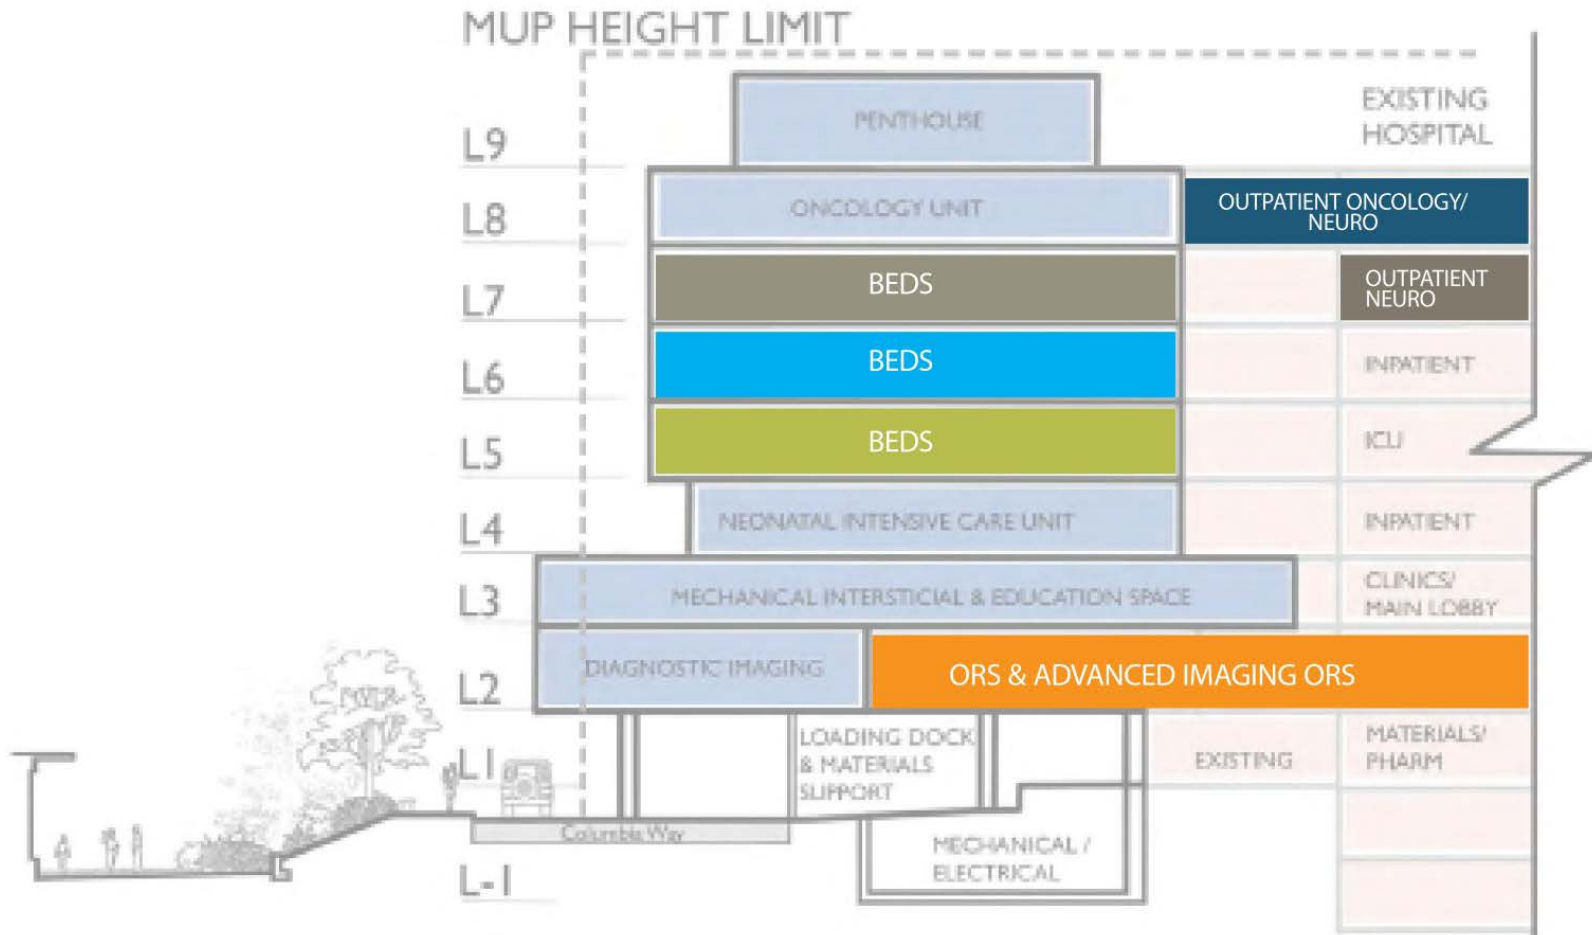 MUP HEIGHT LIMIT
EXISTING
HOSPITAL
L9
PENTHOUSE
L8
ONCOLOGY UNIT
OUTPATIENT ONCOLOGY/
NEURO
L7
BEDS
OUTPATIENT
NEURO
L6
BEDS
INPATIENT
L5
BEDS
ICU
L4
NEONATAL INTENSIVE CARE UNIT
INPATIENT
L3
MECHANICAL INTERSTICIAL & EDUCATION SPACE
CLINICS/
MAIN LOBBY
L2
DIAGNOSTIC IMAGING
ORS & ADVANCED IMAGING ORS
L1
LOADING DOCK
& MATERIALS
SUPPORT
EXISTING
MATERIALS/
PHARM
Columbia Way
L-1
MECHANICAL /
ELECTRICAL